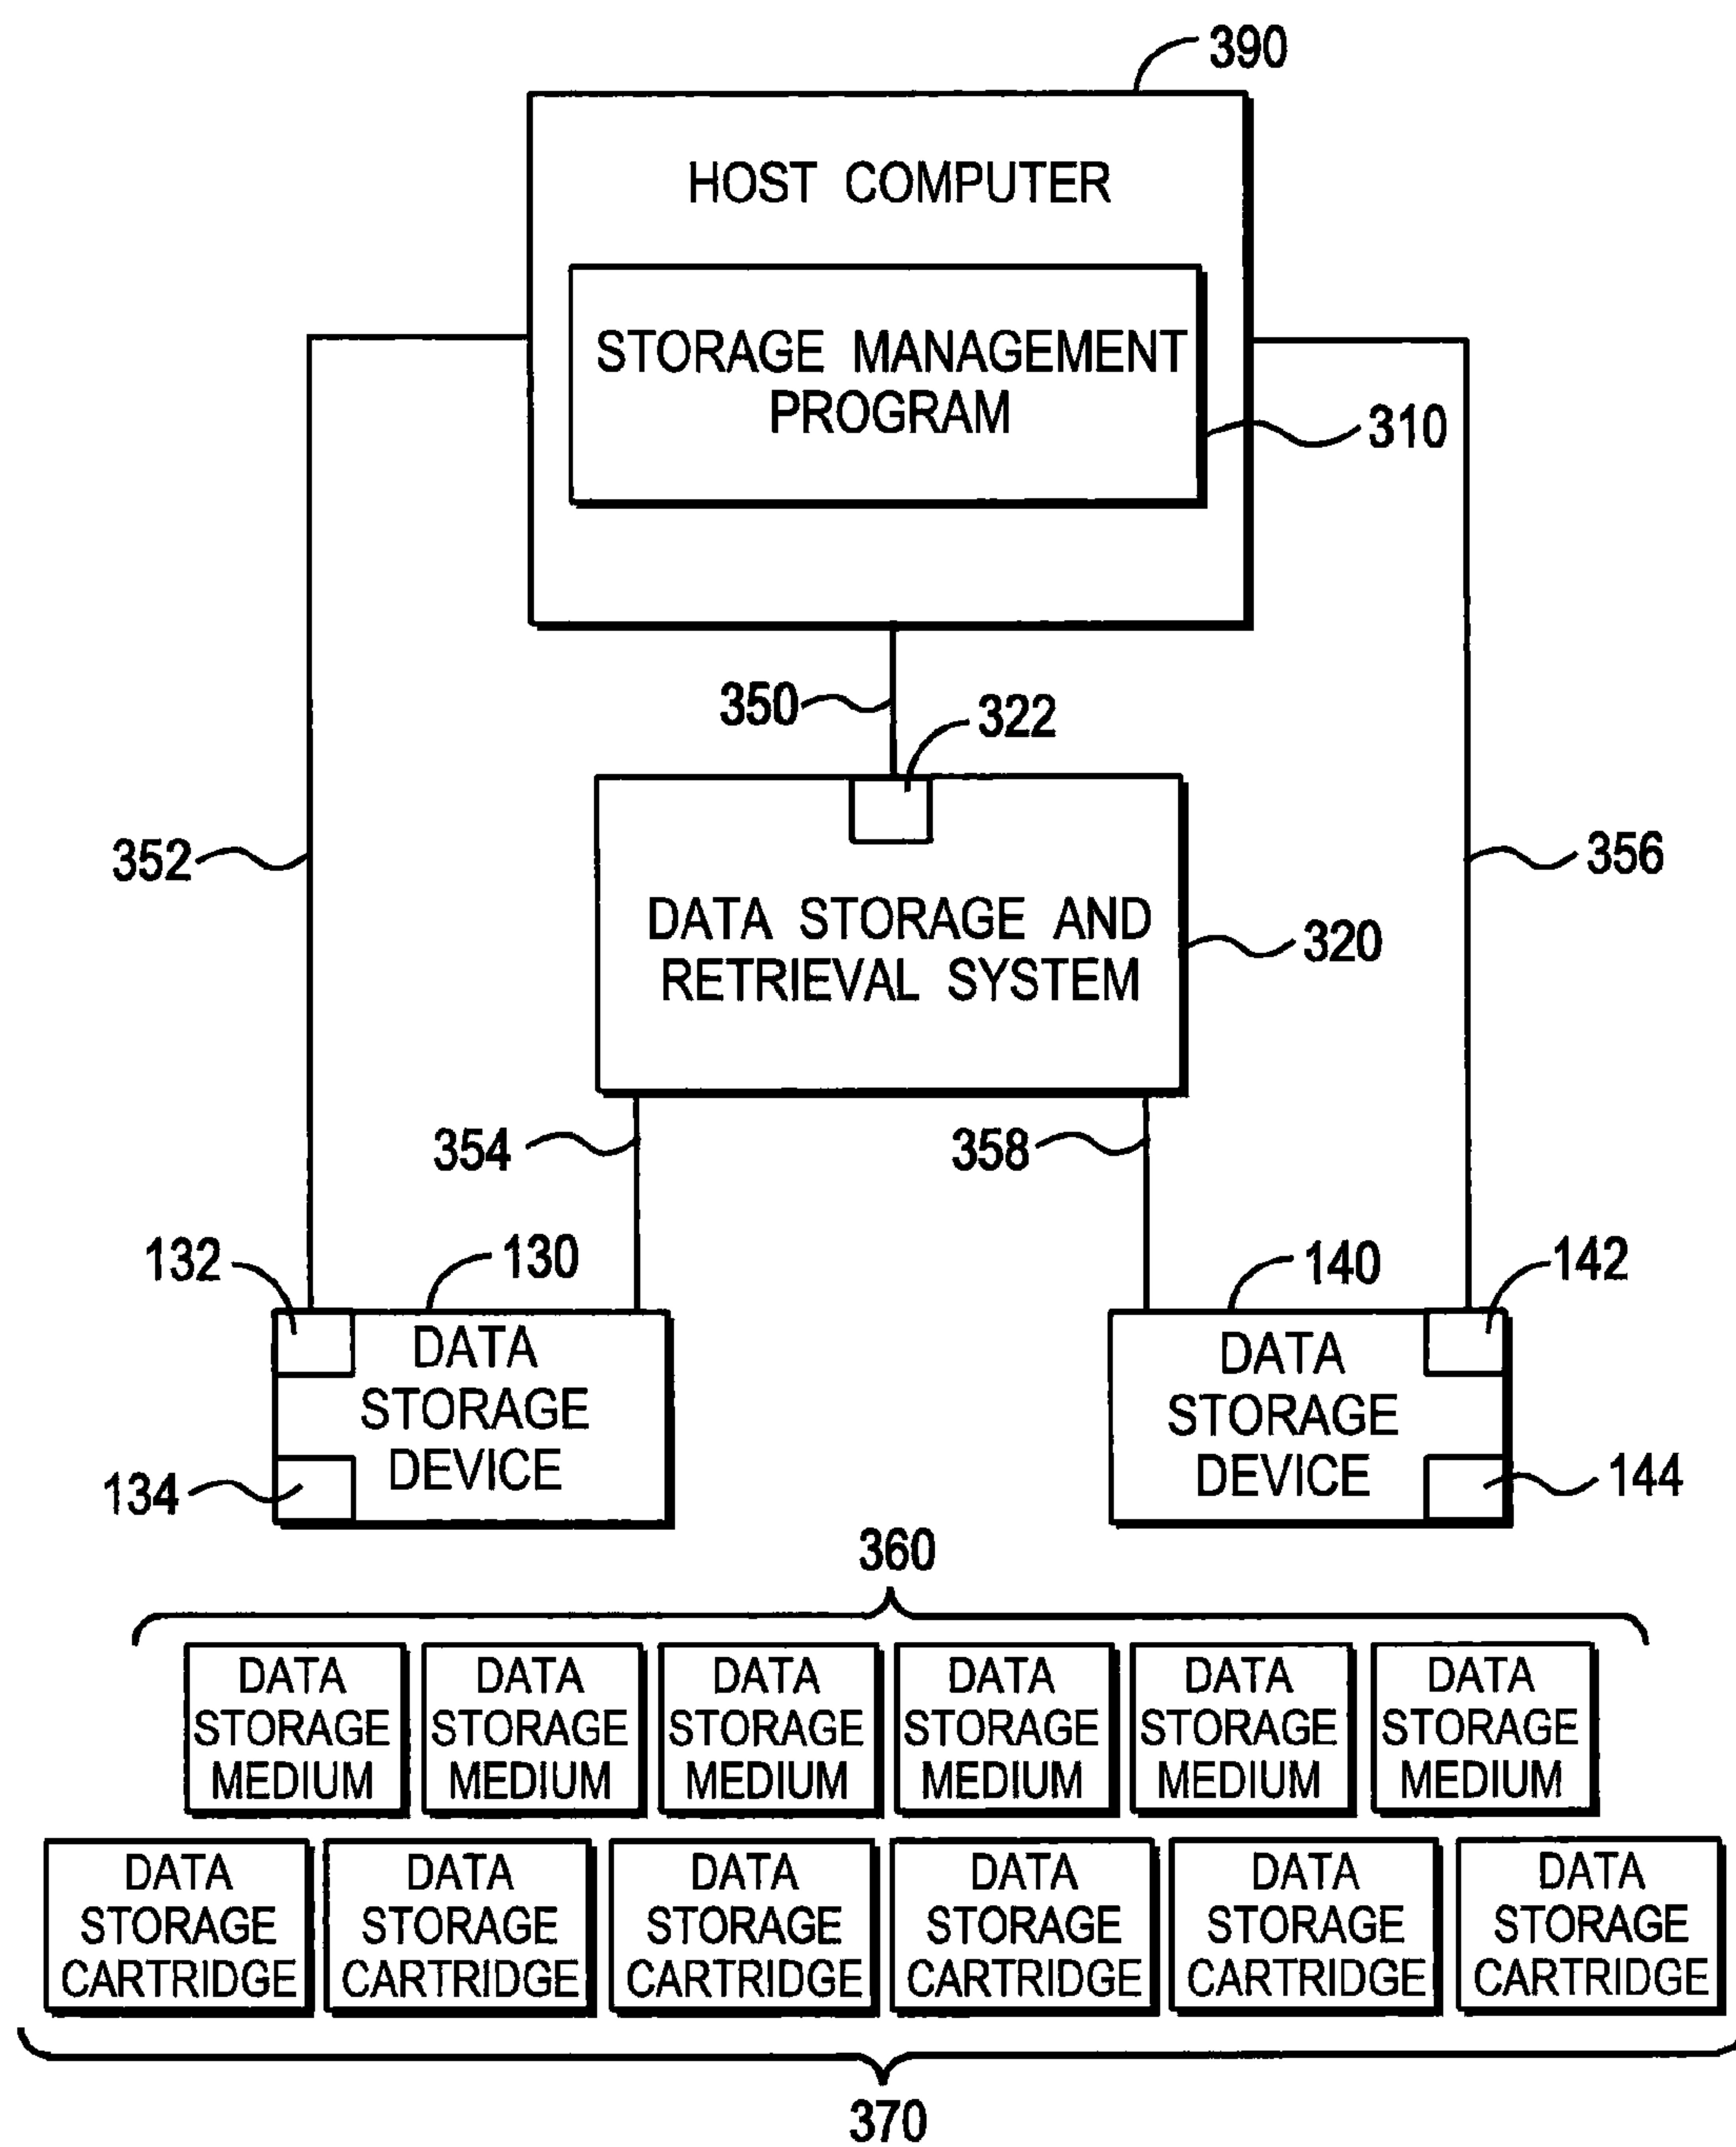 390
HOST COMPUTER
STORAGE MANAGEMENT
PROGRAM
310
350
322
352
356
DATA STORAGE AND
RETRIEVAL SYSTEM
320
354
358
132
130
140
142
DATA
STORAGE
DEVICE
DATA
STORAGE
DEVICE
134
144
360
DATA
STORAGE
MEDIUM
DATA
STORAGE
MEDIUM
DATA
STORAGE
MEDIUM
DATA
STORAGE
MEDIUM
DATA
STORAGE
MEDIUM
DATA
STORAGE
MEDIUM
DATA
STORAGE
CARTRIDGE
DATA
STORAGE
CARTRIDGE
DATA
STORAGE
CARTRIDGE
DATA
STORAGE
CARTRIDGE
DATA
STORAGE
CARTRIDGE
DATA
STORAGE
CARTRIDGE
370